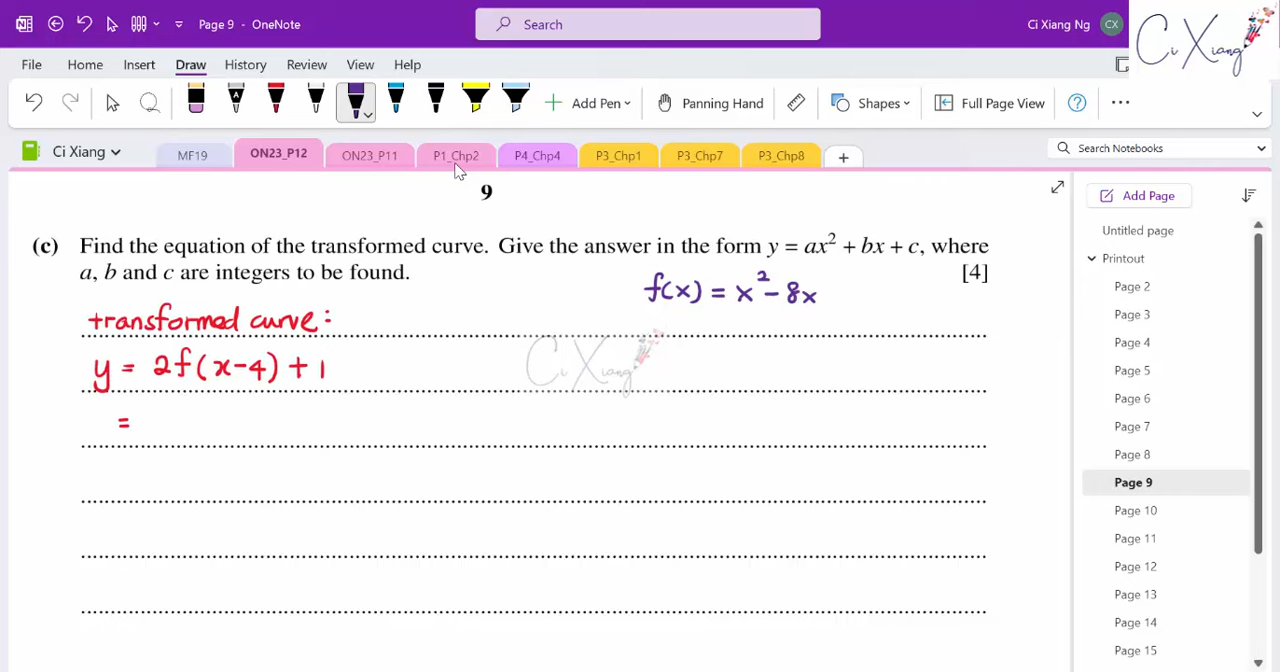 Page 9 - OneNote
Search
Ci Xiang Ng
CX
Ci Xiang
File
Home
Insert
Draw
History
Review
View
Help
Add Pen
Panning Hand
Shapes
Full Page View
Ci Xiang
MF19
ON23_P12
ON23_P11
P1_Chp2
P4_Chp4
P3_Chp1
P3_Chp7
P3_Chp8
Search Notebooks
9
(c) Find the equation of the transformed curve. Give the answer in the form y = ax² + bx + c, where
a, b and c are integers to be found. [4]
f(x) = x² - 8x
transformed curve:
y = 2f(x-4) + 1
=
Ci Xiang
Add Page
Untitled page
Printout
Page 2
Page 3
Page 4
Page 5
Page 6
Page 7
Page 8
Page 9
Page 10
Page 11
Page 12
Page 13
Page 14
Page 15